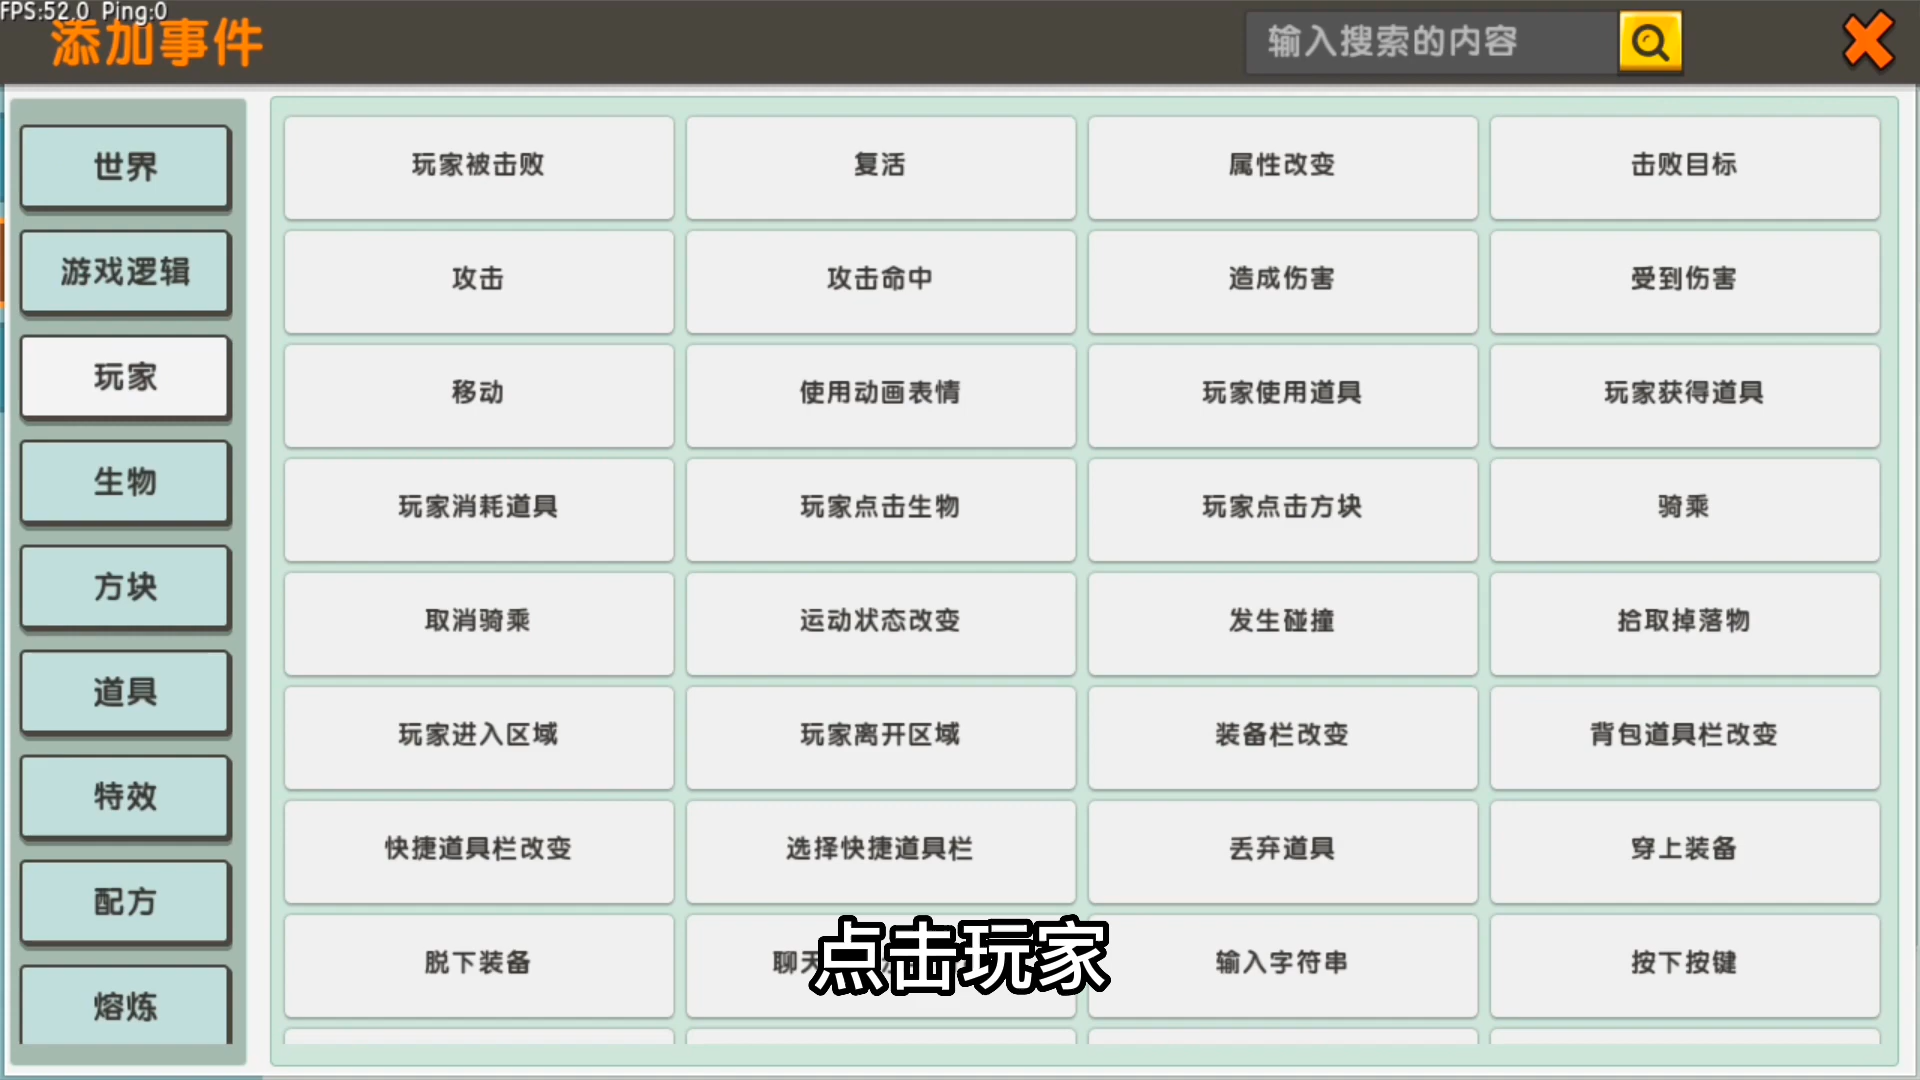 FPS:52.0 Ping:0
添加事件
输入搜索的内容
世界
游戏逻辑
玩家
生物
方块
道具
特效
配方
熔炼
玩家被击败 复活 属性改变 击败目标
攻击 攻击命中 造成伤害 受到伤害
移动 使用动画表情 玩家使用道具 玩家获得道具
玩家消耗道具 玩家点击生物 玩家点击方块 骑乘
取消骑乘 运动状态改变 发生碰撞 拾取掉落物
玩家进入区域 玩家离开区域 装备栏改变 背包道具栏改变
快捷道具栏改变 选择快捷道具栏 丢弃道具 穿上装备
脱下装备 聊天 输入字符串 按下按键
点击玩家